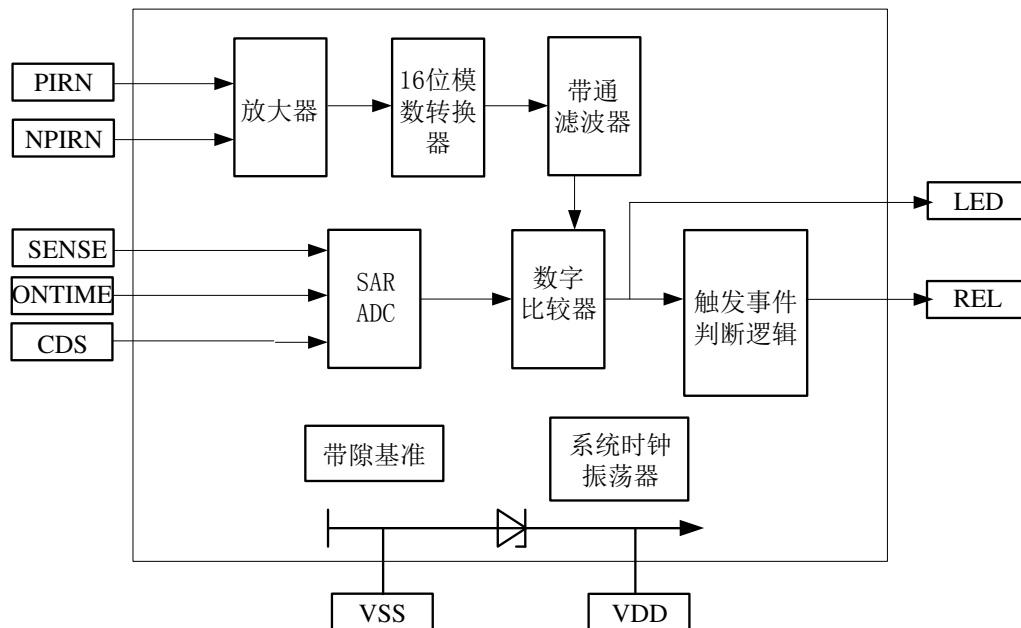 PIRN
NPIRN
放大器
16位模
数转换
器
带通
滤波器
SENSE
ONTIME
CDS
SAR
ADC
数字
比较器
触发事件
判断逻辑
LED
REL
带隙基准
系统时钟
振荡器
VSS
VDD